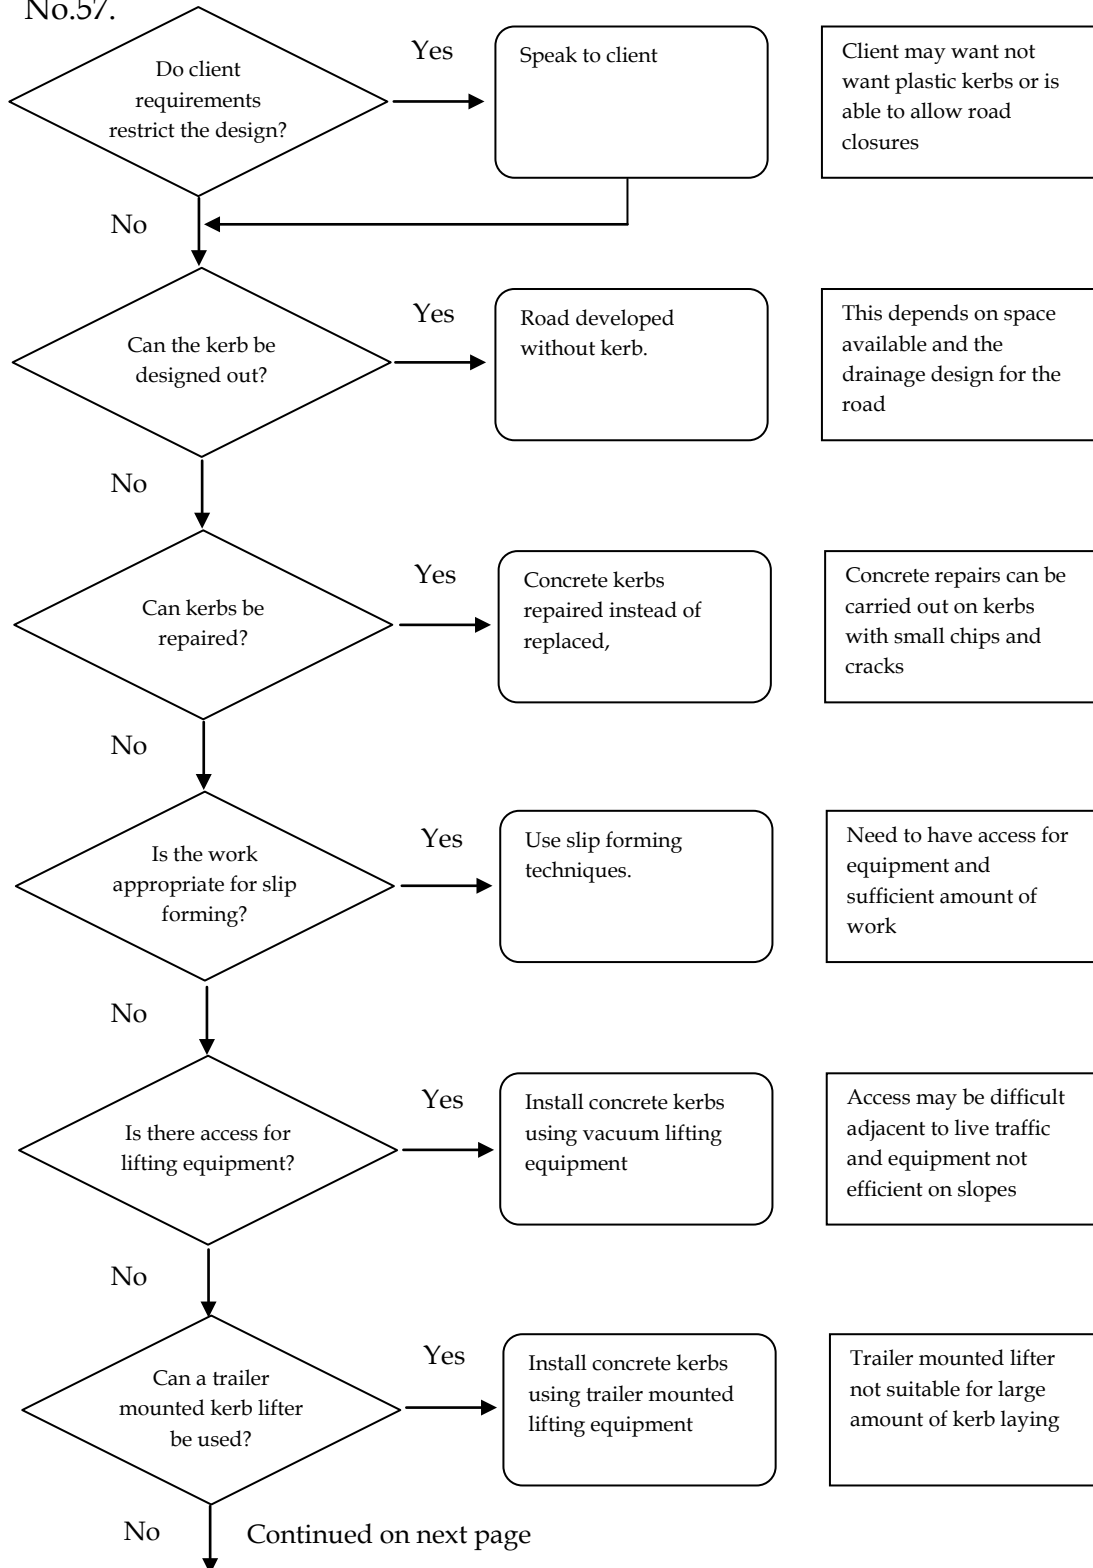 No.57.
Do client
requirements
restrict the design?
Yes
Speak to client
Client may want not
want plastic kerbs or is
able to allow road
closures
No
Can the kerb be
designed out?
Yes
Road developed
without kerb.
This depends on space
available and the
drainage design for the
road
No
Can kerbs be
repaired?
Yes
Concrete kerbs
repaired instead of
replaced,
Concrete repairs can be
carried out on kerbs
with small chips and
cracks
No
Is the work
appropriate for slip
forming?
Yes
Use slip forming
techniques.
Need to have access for
equipment and
sufficient amount of
work
No
Is there access for
lifting equipment?
Yes
Install concrete kerbs
using vacuum lifting
equipment
Access may be difficult
adjacent to live traffic
and equipment not
efficient on slopes
No
Can a trailer
mounted kerb lifter
be used?
Yes
Install concrete kerbs
using trailer mounted
lifting equipment
Trailer mounted lifter
not suitable for large
amount of kerb laying
No
Continued on next page